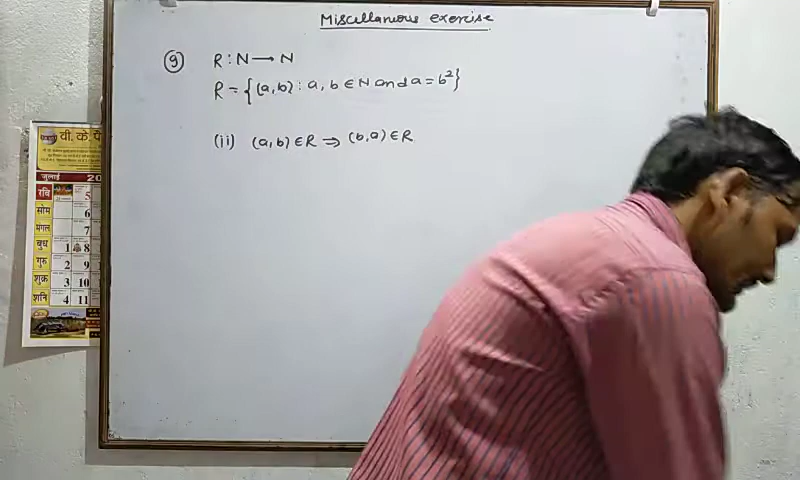 Miscellaneous exercise
9 R : N → N
R = {(a, b) : a, b ∈ N and a = b²}
(ii) (a, b) ∈ R ⇒ (b, a) ∈ R
वी. के. पै
जुलाई 20
रवि 5
सोम 6
मंगल 7
बुध 1 8
गुरु 2 9
शुक्र 3 10
शनि 4 11